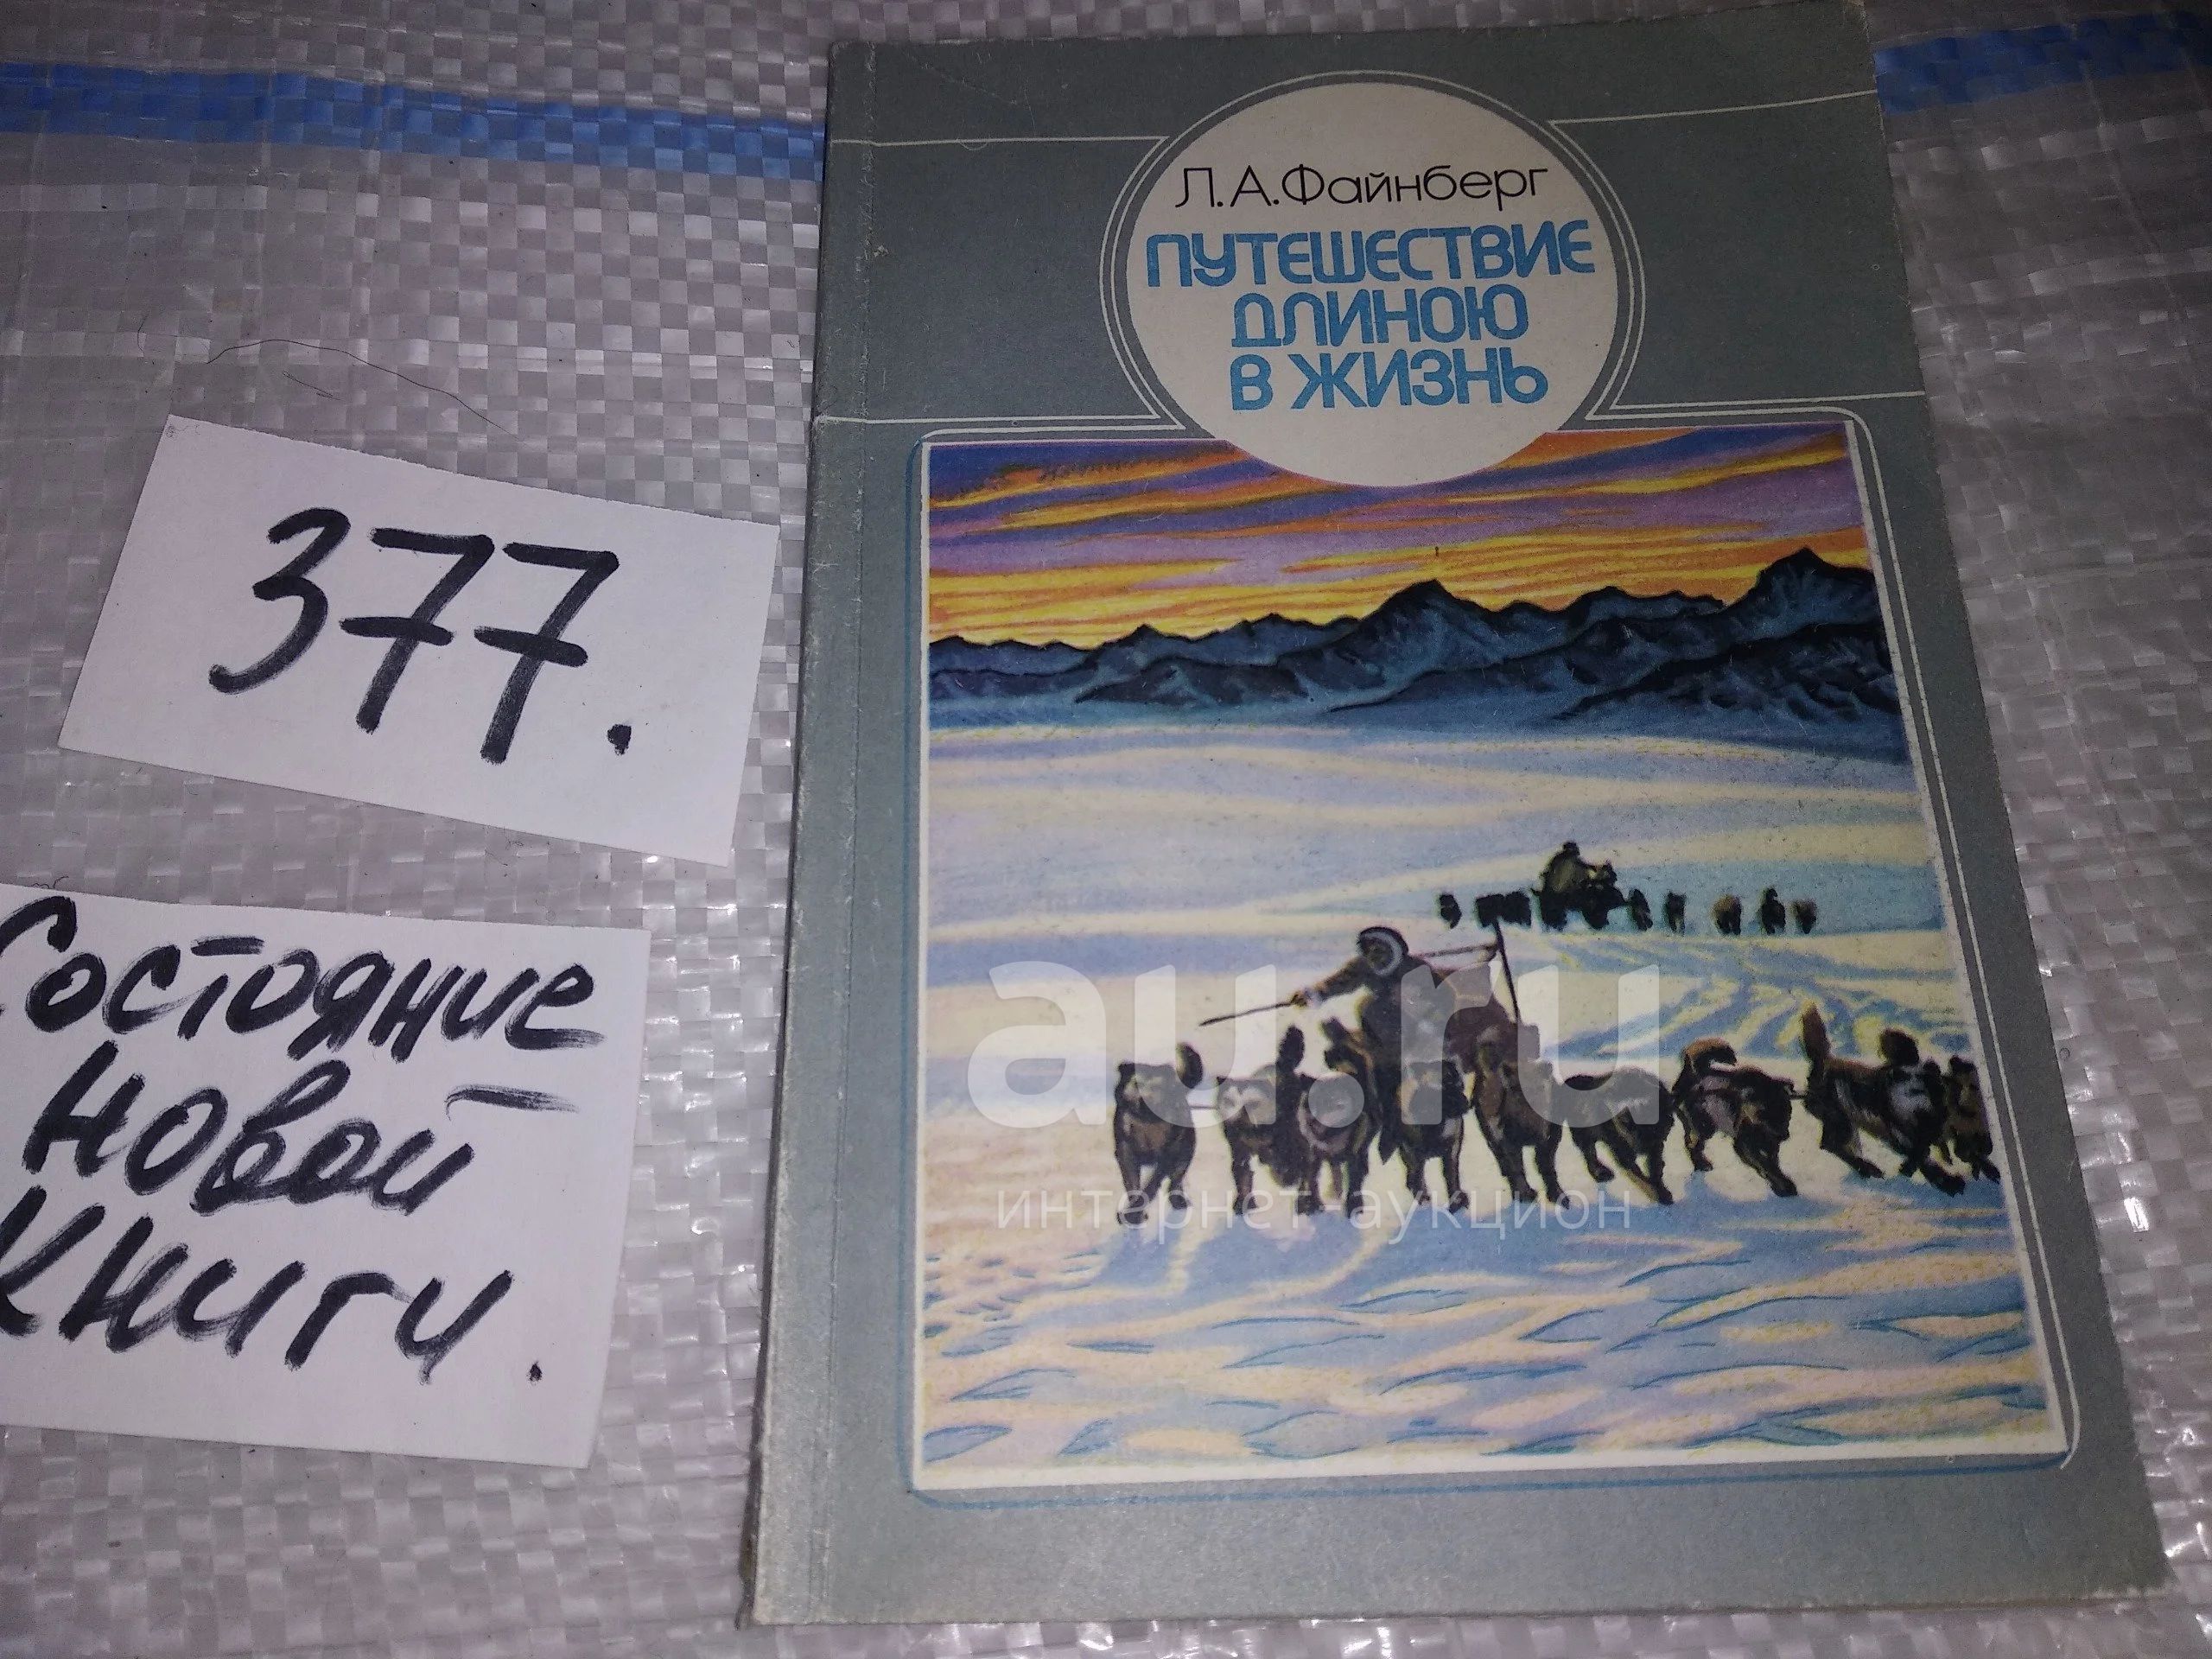 377.
Состояние
новой
книги.
Л.А.Файнберг
ПУТЕШЕСТВИЕ
ДЛИНОЮ
В ЖИЗНЬ
au.ru
интернет-аукцион